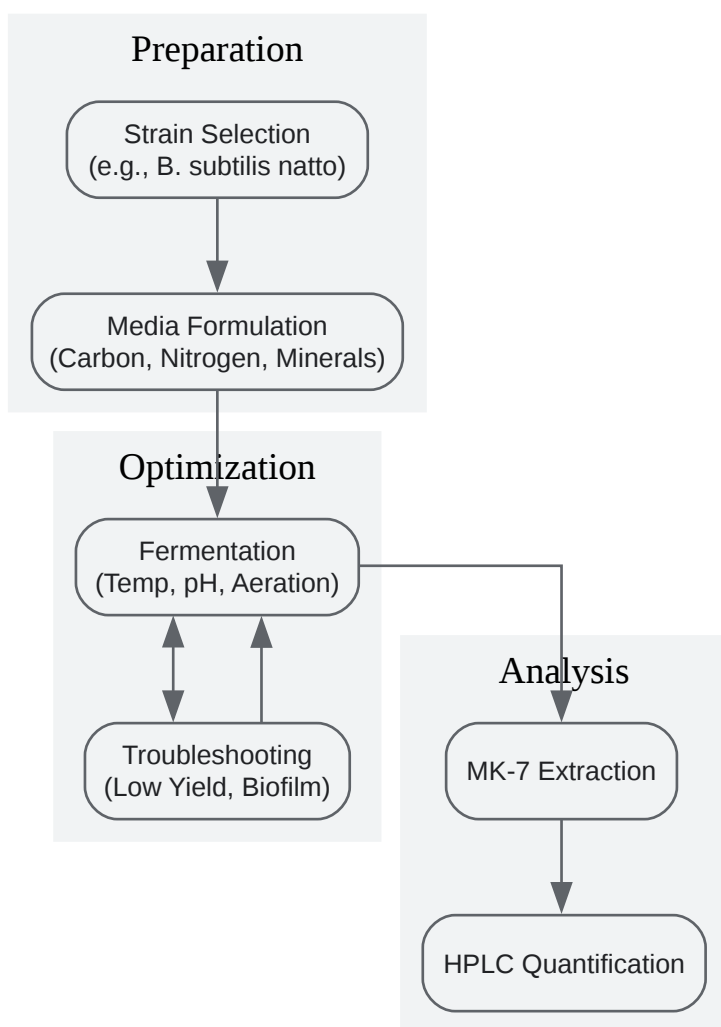 Preparation
Strain Selection
(e.g., B. subtilis natto)
Media Formulation
(Carbon, Nitrogen, Minerals)
Optimization
Fermentation
(Temp, pH, Aeration)
Troubleshooting
(Low Yield, Biofilm)
Analysis
MK-7 Extraction
HPLC Quantification